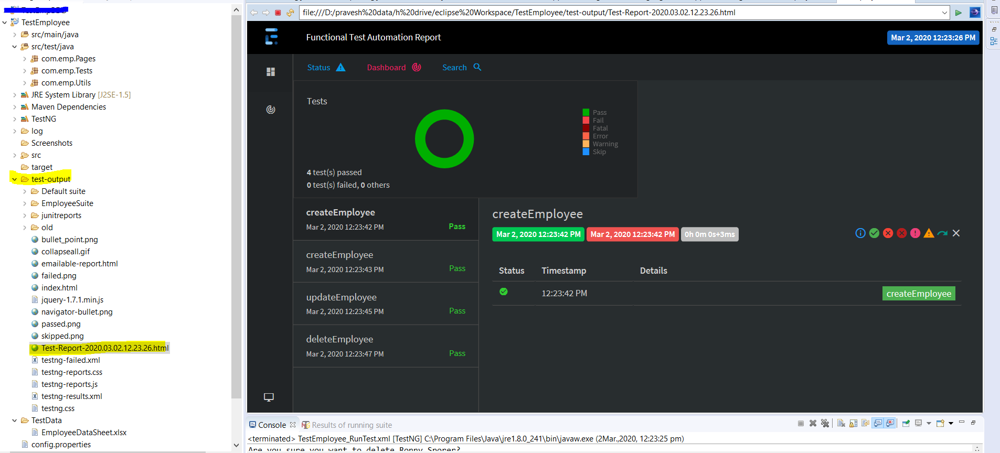 TestEmployee
src/main/java
src/test/java
com.emp.Pages
com.emp.Tests
com.emp.Utils
JRE System Library [J2SE-1.5]
Maven Dependencies
TestNG
log
Screenshots
src
target
test-output
Default suite
EmployeeSuite
junitreports
old
bullet_point.png
collapseall.gif
emailable-report.html
failed.png
index.html
jquery-1.7.1.min.js
navigator-bullet.png
passed.png
skipped.png
Test-Report-2020.03.02.12.23.26.html
testng-failed.xml
testng-reports.css
testng-reports.js
testng-results.xml
testng.css
TestData
EmployeeDataSheet.xlsx
config.properties
file:///D:/pravesh%20data/h%20drive/eclipse%20Workspace/TestEmployee/test-output/Test-Report-2020.03.02.12.23.26.html
Functional Test Automation Report
Mar 2, 2020 12:23:26 PM
Status
Dashboard
Search
Tests
Pass
Fail
Fatal
Error
Warning
Skip
4 test(s) passed
0 test(s) failed, 0 others
createEmployee
Mar 2, 2020 12:23:42 PM
Pass
createEmployee
Mar 2, 2020 12:23:43 PM
Pass
updateEmployee
Mar 2, 2020 12:23:45 PM
Pass
deleteEmployee
Mar 2, 2020 12:23:47 PM
Pass
createEmployee
Mar 2, 2020 12:23:42 PM Mar 2, 2020 12:23:42 PM 0h 0m 0s+3ms
Status Timestamp Details
12:23:42 PM createEmployee
Console
Results of running suite
<terminated> TestEmployee_RunTest.xml [TestNG] C:\Program Files\Java\jre1.8.0_241\bin\javaw.exe (2Mar.,2020, 12:23:25 pm)
Are you sure you want to delete Ronny Sporer?